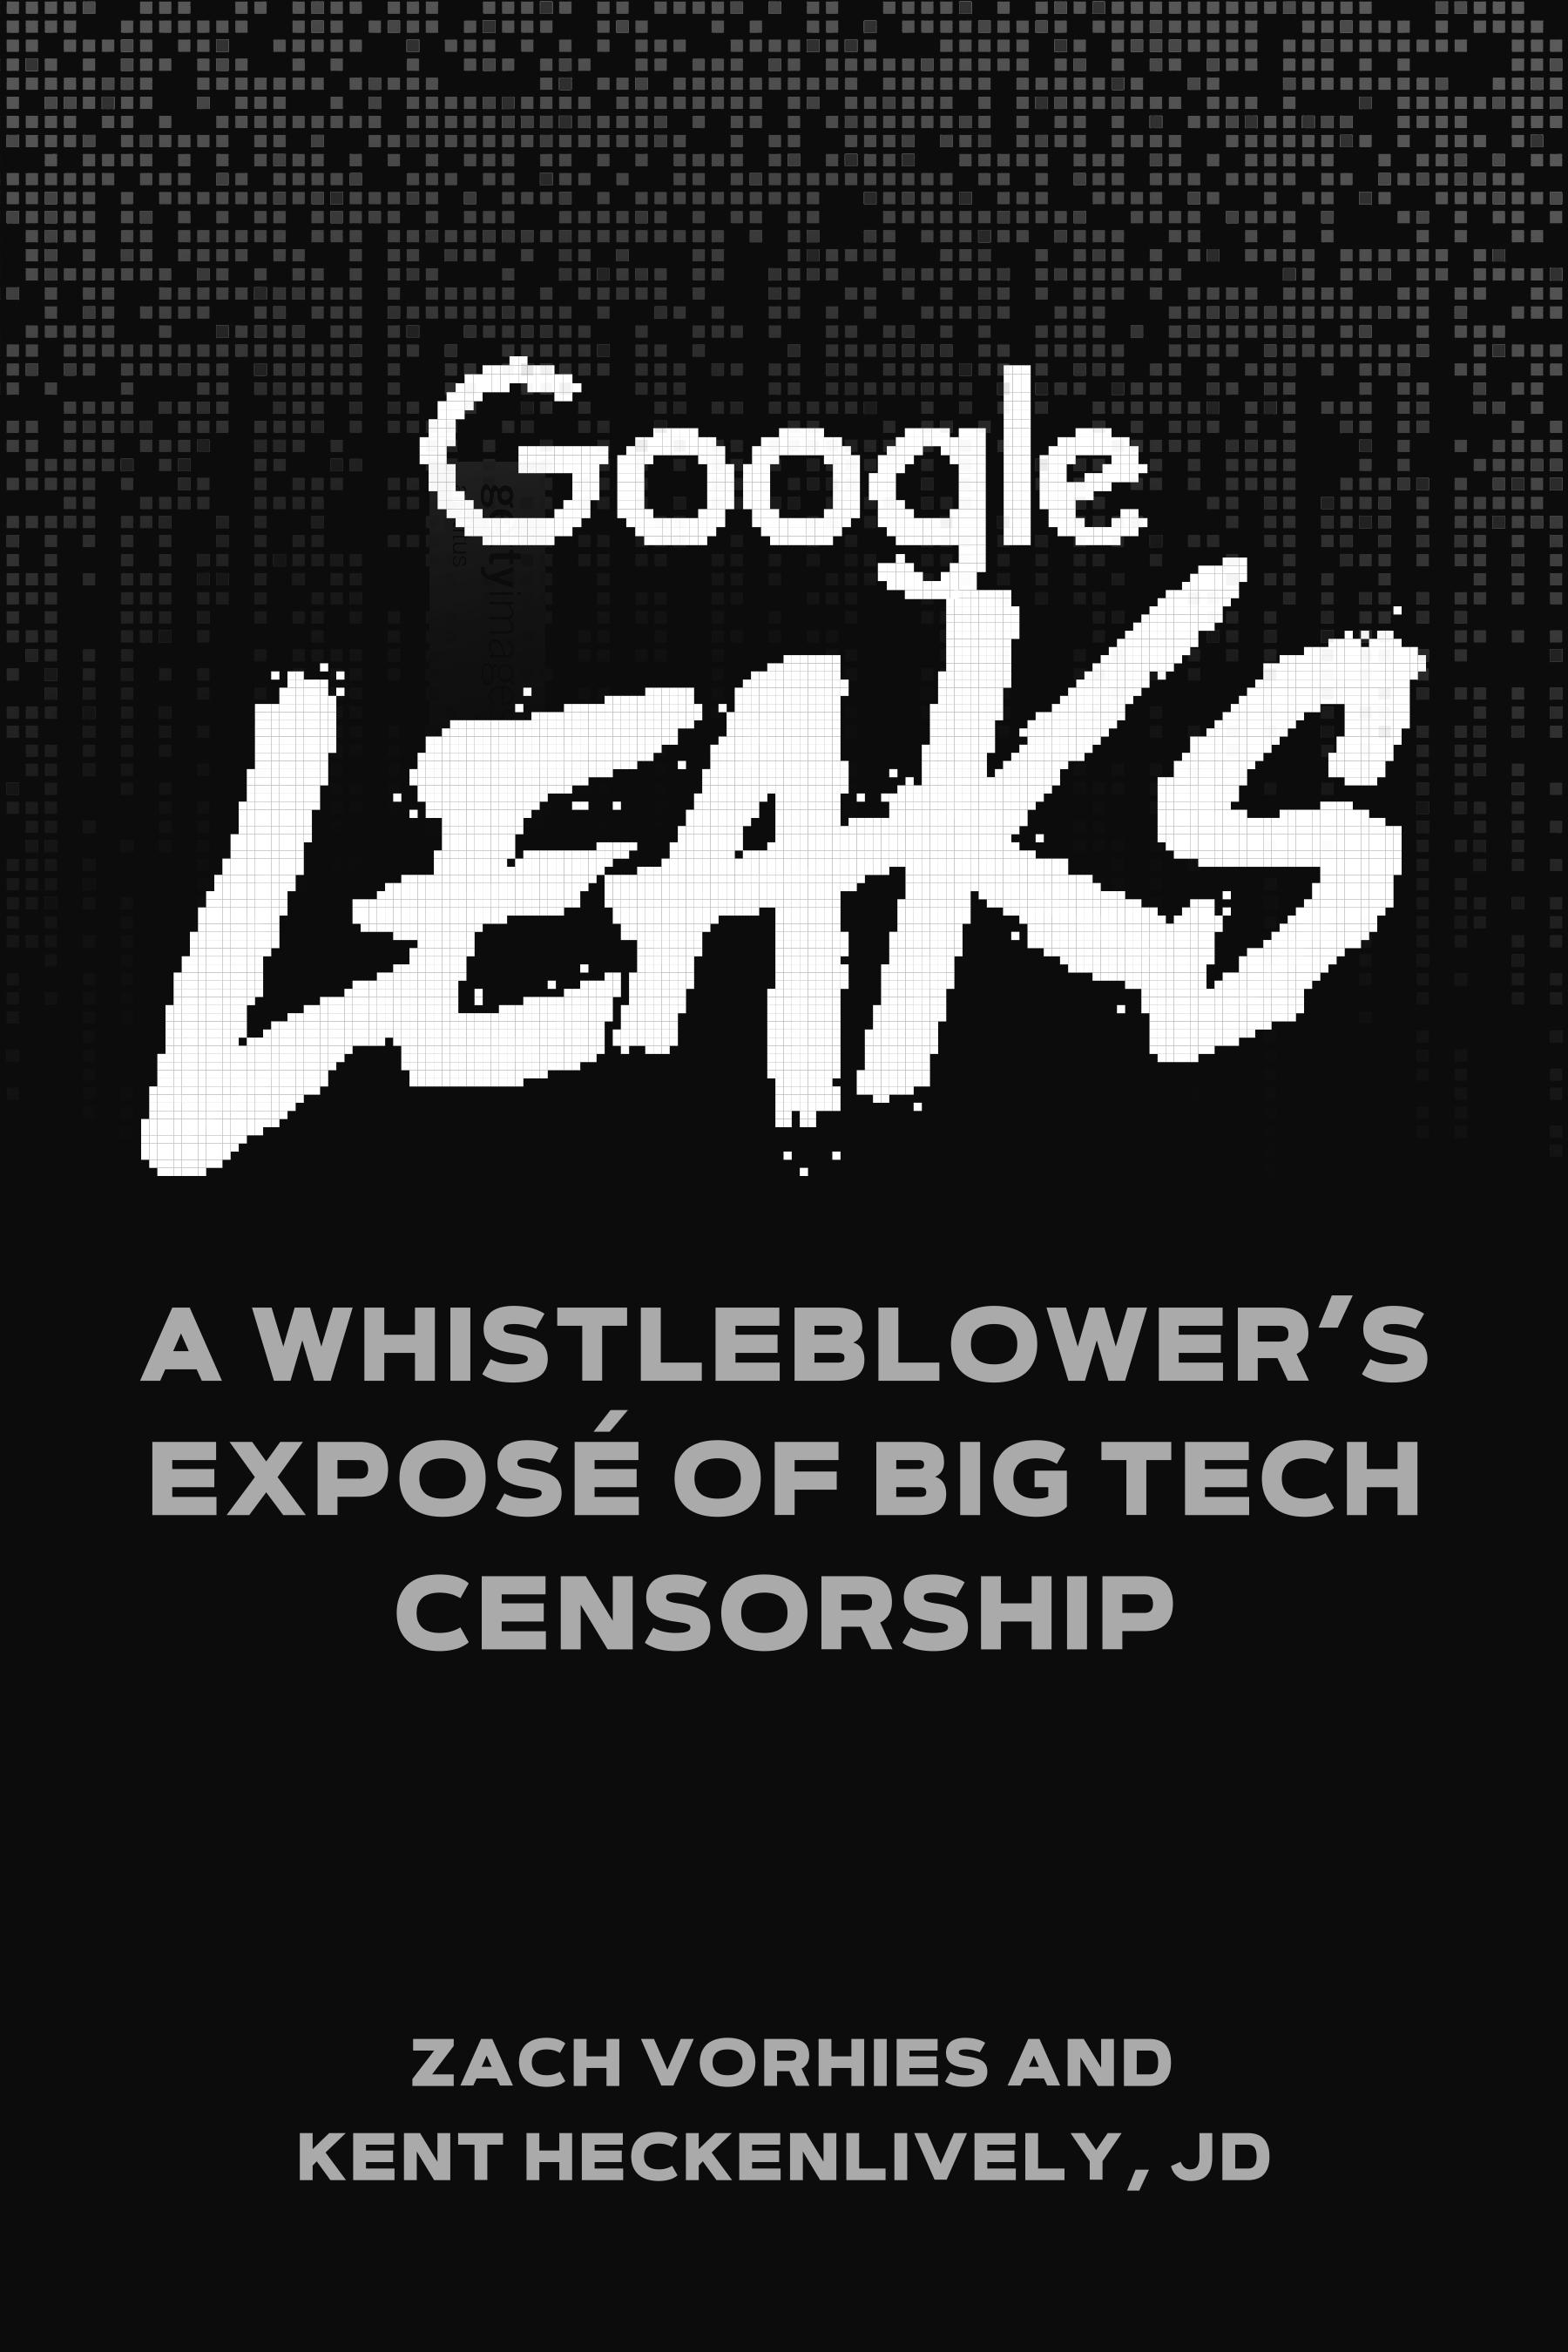 Google
LEAKS
A WHISTLEBLOWER'S
EXPOSÉ OF BIG TECH
CENSORSHIP
ZACH VORHIES AND
KENT HECKENLIVELY, JD